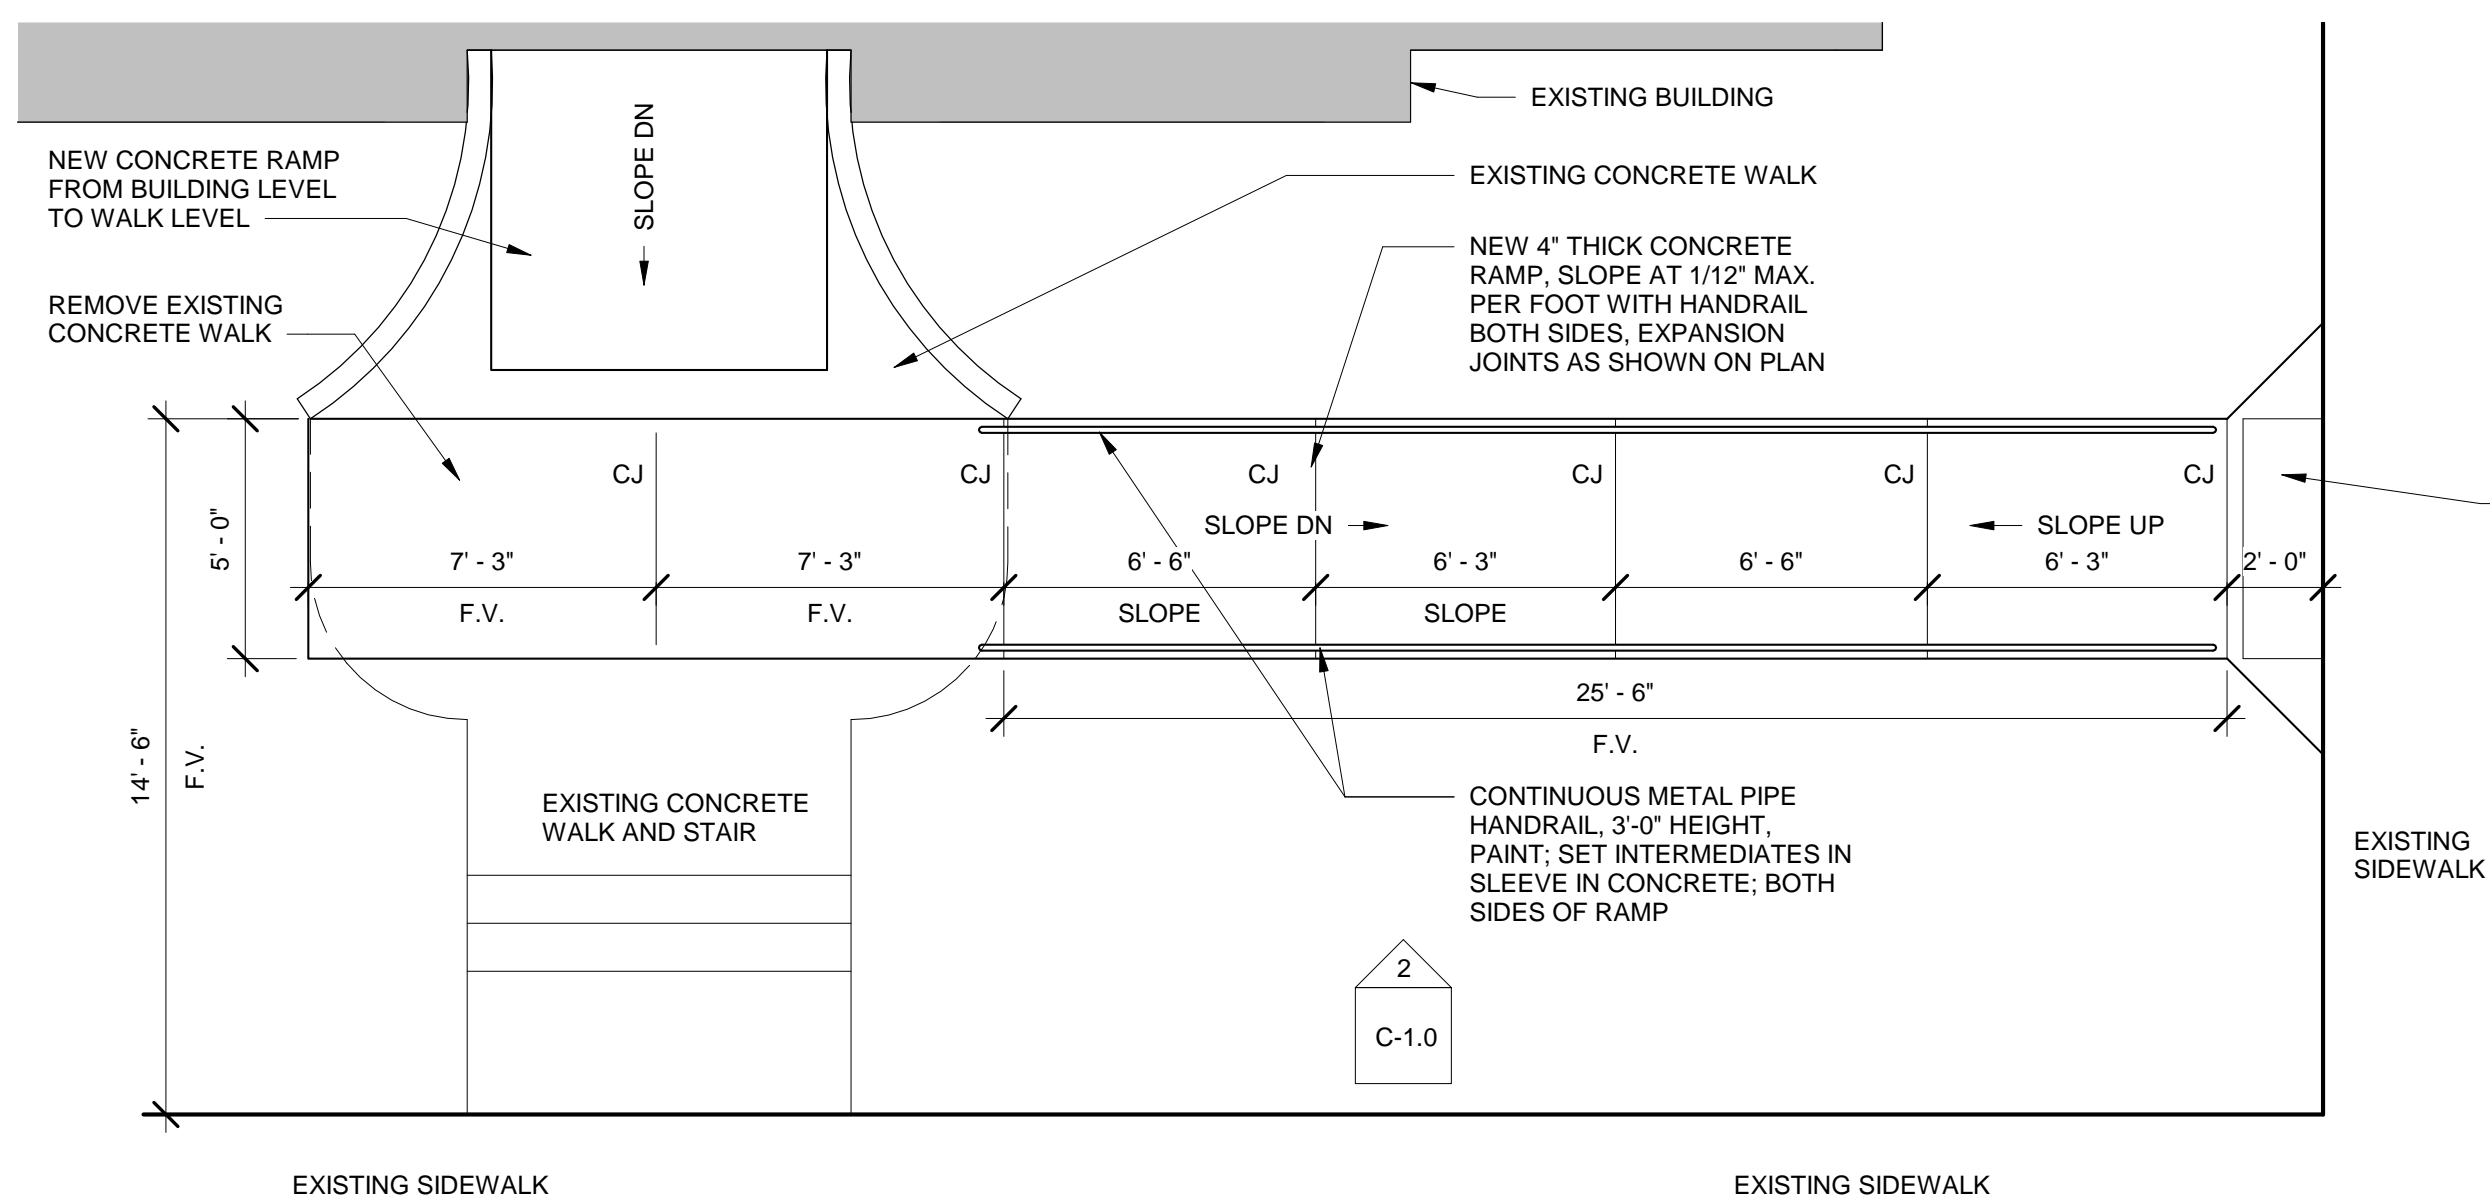 EXISTING BUILDING
SLOPE DN
NEW CONCRETE RAMP
FROM BUILDING LEVEL
TO WALK LEVEL
EXISTING CONCRETE WALK
NEW 4" THICK CONCRETE
RAMP, SLOPE AT 1/12" MAX.
PER FOOT WITH HANDRAIL
BOTH SIDES, EXPANSION
JOINTS AS SHOWN ON PLAN
REMOVE EXISTING
CONCRETE WALK
CJ CJ CJ CJ CJ CJ
SLOPE DN SLOPE UP
5' - 0"
7' - 3" 7' - 3" 6' - 6" 6' - 3" 6' - 6" 6' - 3" 2' - 0"
F.V. F.V. SLOPE SLOPE
25' - 6"
F.V.
14' - 6"
F.V.
EXISTING CONCRETE
WALK AND STAIR
CONTINUOUS METAL PIPE
HANDRAIL, 3'-0" HEIGHT,
PAINT; SET INTERMEDIATES IN
SLEEVE IN CONCRETE; BOTH
SIDES OF RAMP
EXISTING
SIDEWALK
2
C-1.0
EXISTING SIDEWALK
EXISTING SIDEWALK